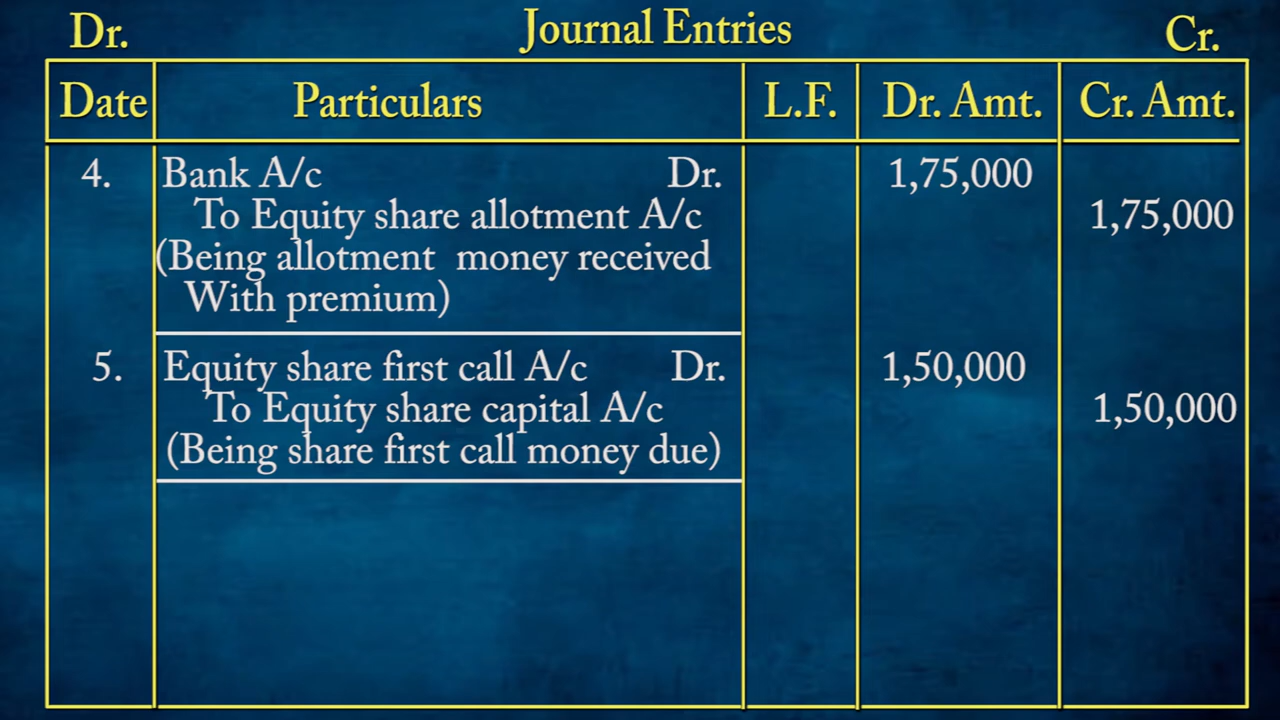 Dr. Journal Entries Cr.
Date Particulars L.F. Dr. Amt. Cr. Amt.
4. Bank A/c Dr. 1,75,000
To Equity share allotment A/c 1,75,000
(Being allotment money received
With premium)
5. Equity share first call A/c Dr. 1,50,000
To Equity share capital A/c 1,50,000
(Being share first call money due)